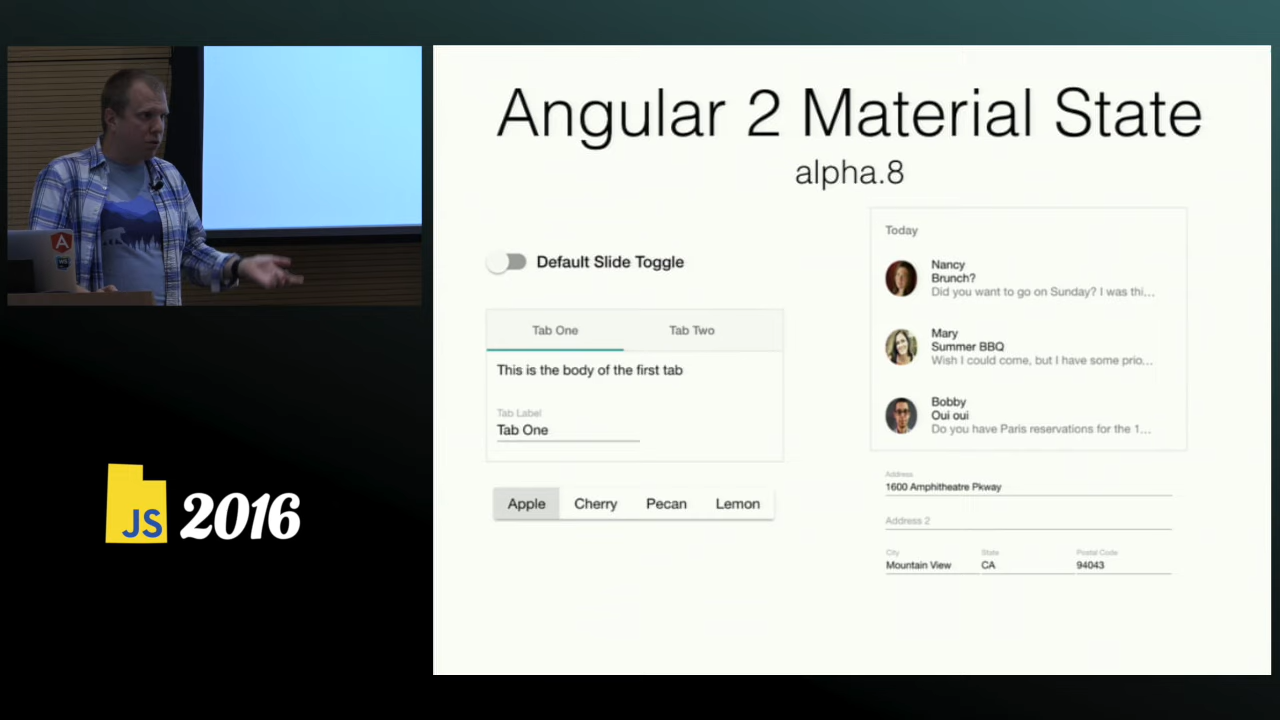 Angular 2 Material State
alpha.8
Default Slide Toggle
Tab One Tab Two
This is the body of the first tab
Tab Label
Tab One
Apple Cherry Pecan Lemon
Today
Nancy
Brunch?
Did you want to go on Sunday? I was thi...
Mary
Summer BBQ
Wish I could come, but I have some prio...
Bobby
Oui oui
Do you have Paris reservations for the 1...
Address
1600 Amphitheatre Pkway
Address 2
City State Postal Code
Mountain View CA 94043
A
JS 2016